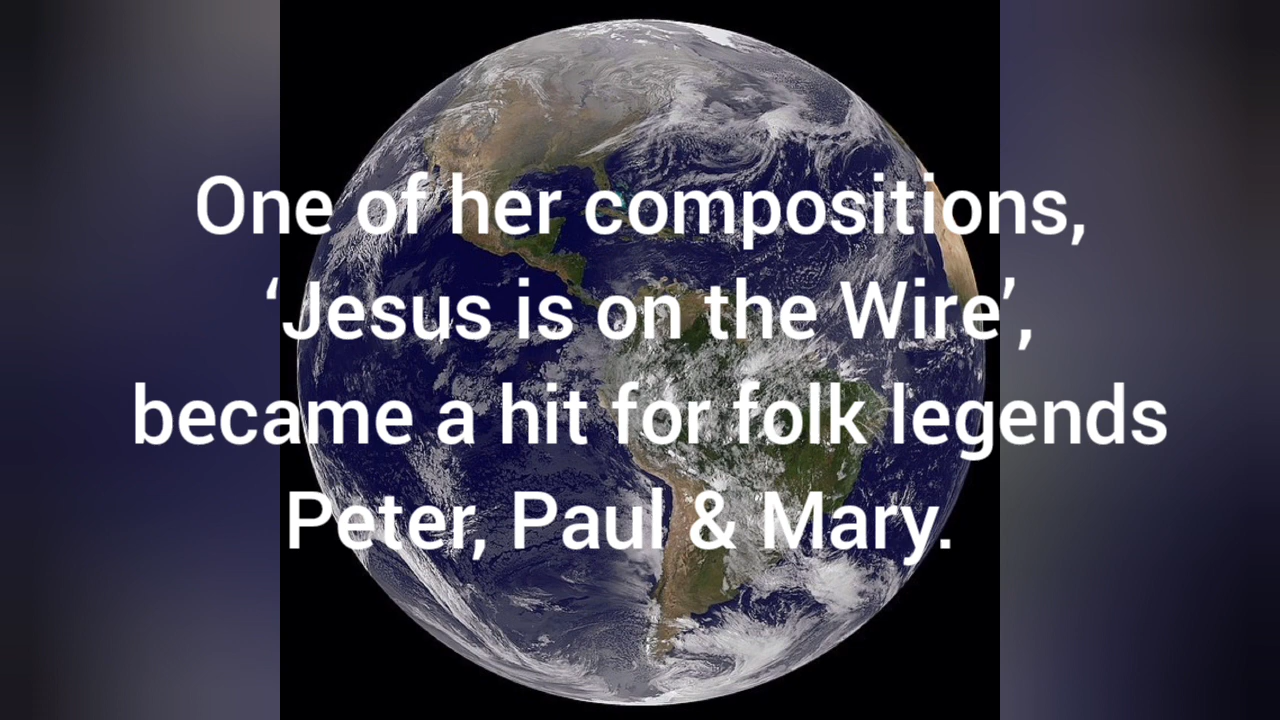 One of her compositions,
‘Jesus is on the Wire’,
became a hit for folk legends
Peter, Paul & Mary.